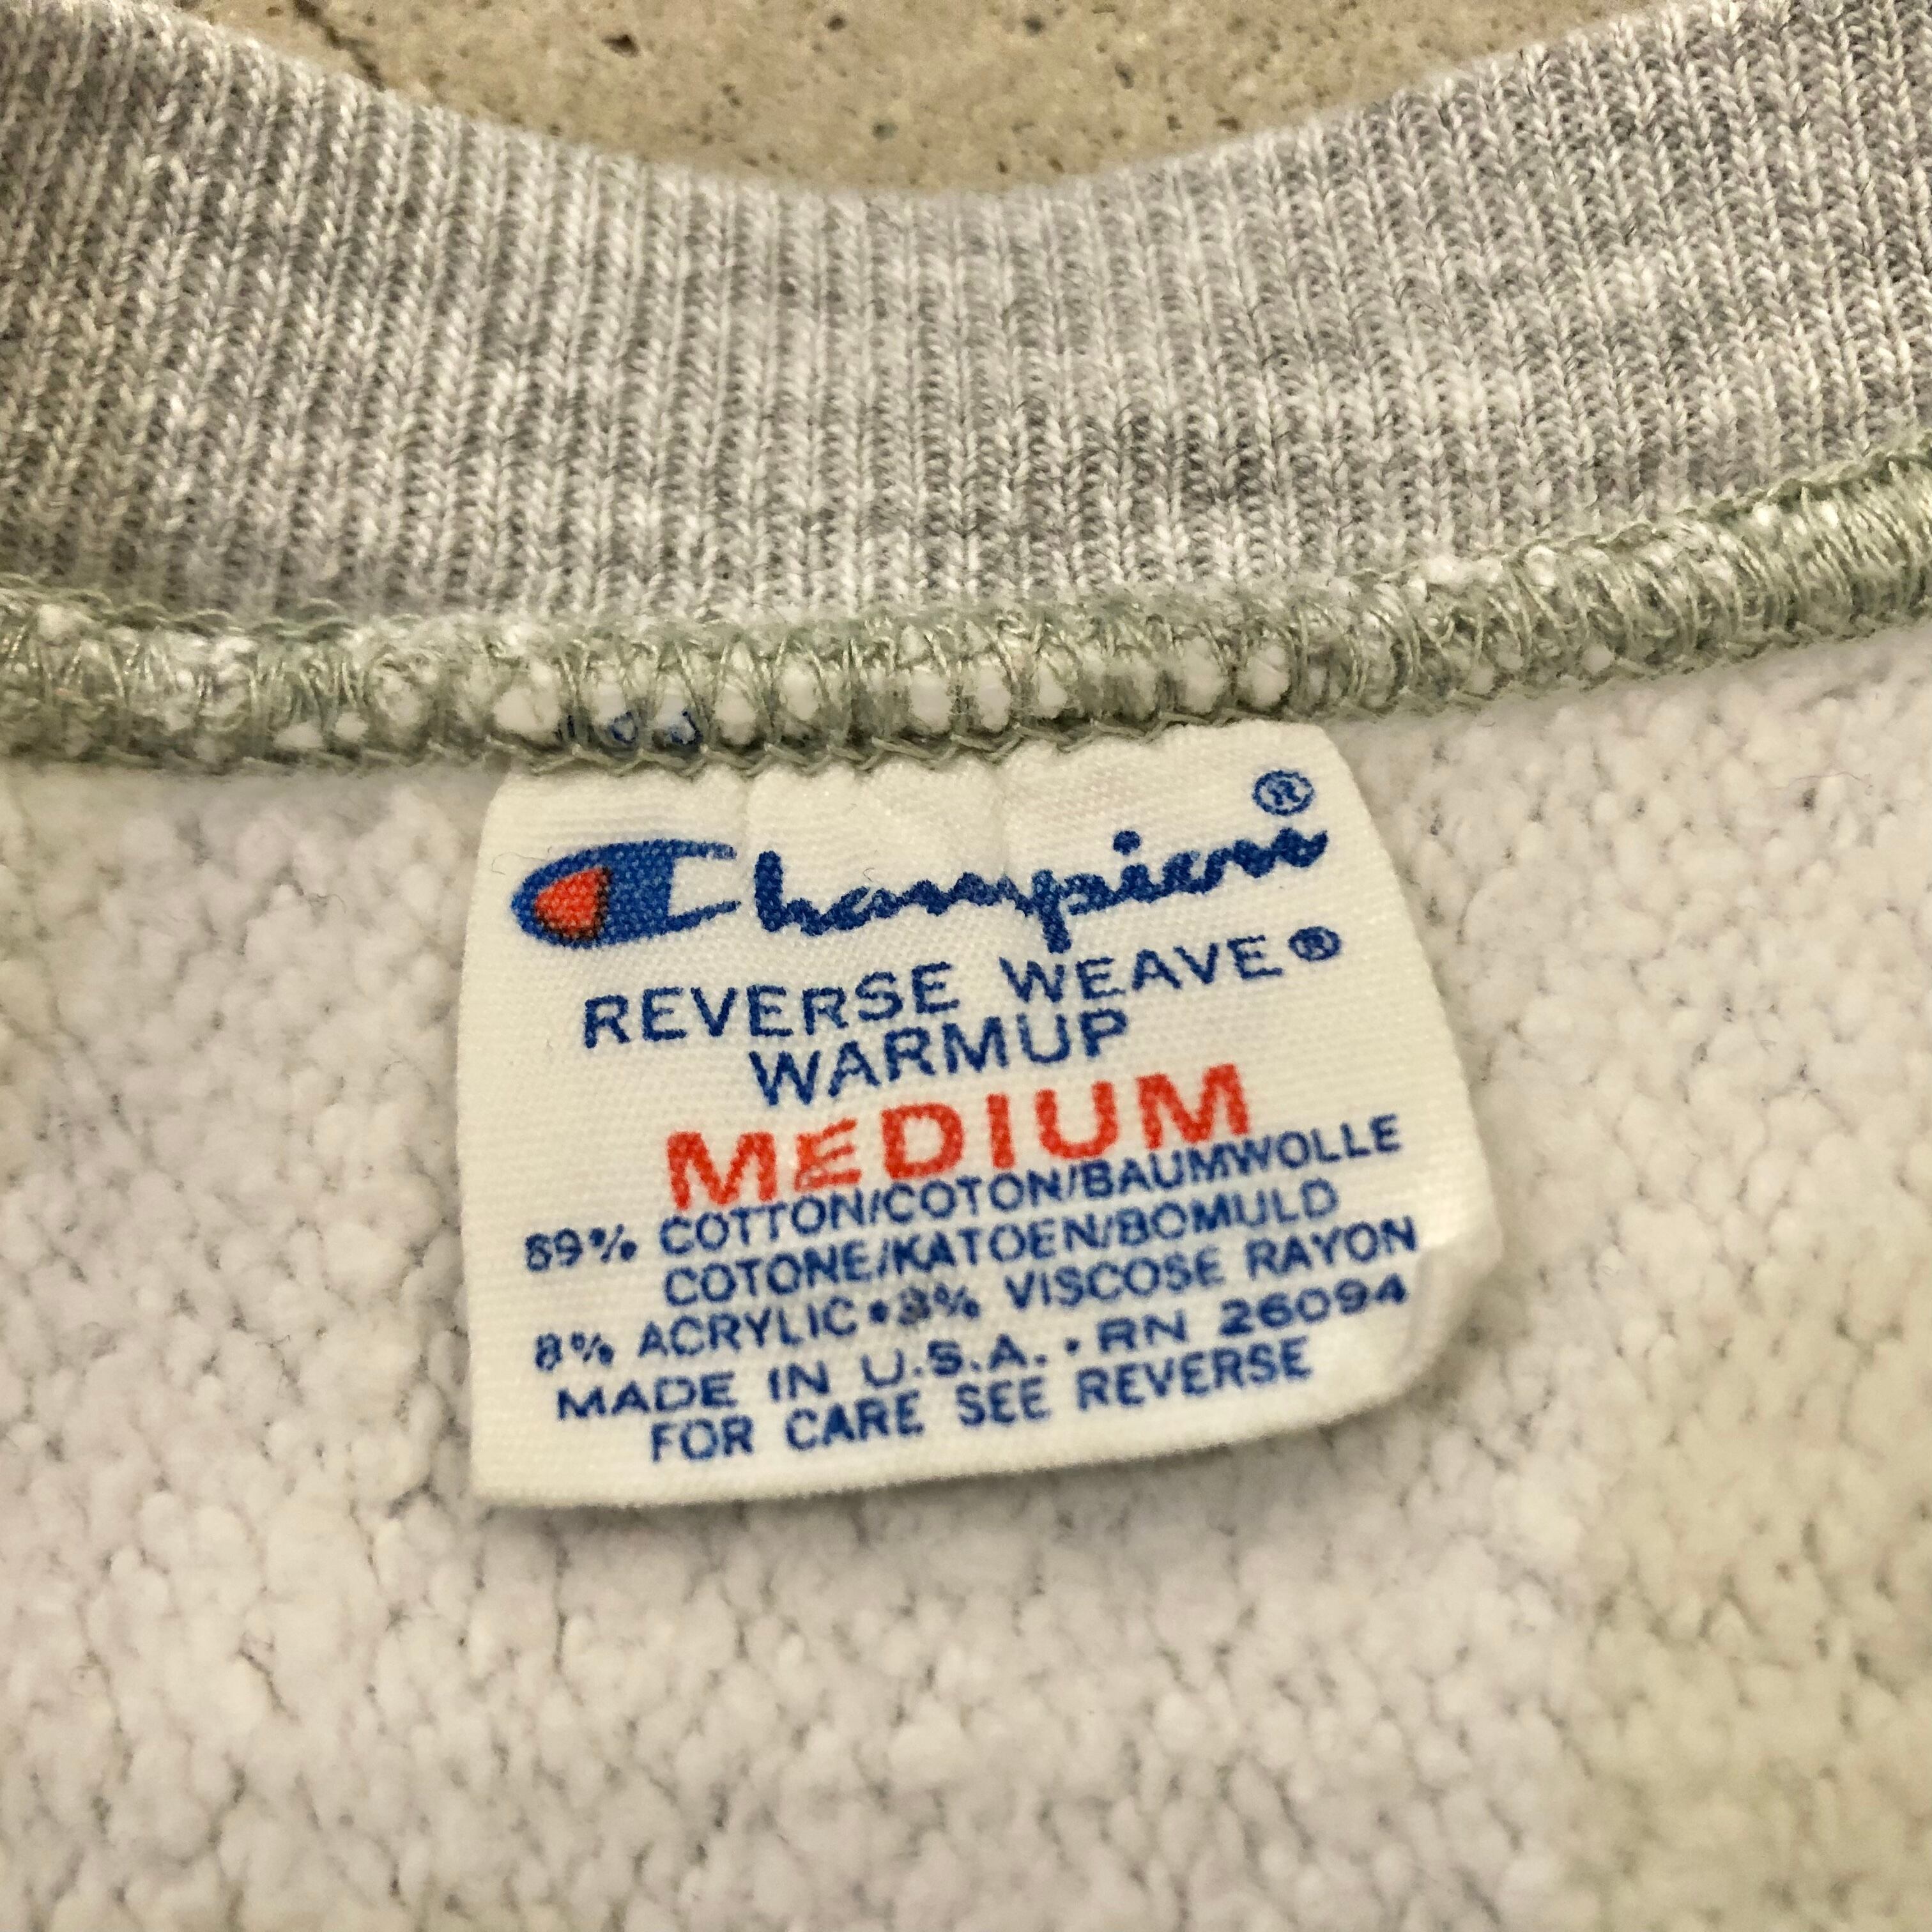 Champion®
REVERSE WEAVE®
WARMUP
MEDIUM
89% COTTON/COTON/BAUMWOLLE
COTONE/KATOEN/BOMULD
8% ACRYLIC • 3% VISCOSE RAYON
MADE IN U.S.A. • RN 26094
FOR CARE SEE REVERSE